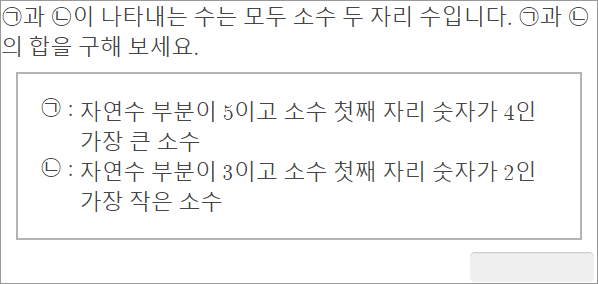 ㉠과 ㉡이 나타내는 수는 모두 소수 두 자리 수입니다. ㉠과 ㉡
의 합을 구해 보세요.
㉠ : 자연수 부분이 5이고 소수 첫째 자리 숫자가 4인
가장 큰 소수
㉡ : 자연수 부분이 3이고 소수 첫째 자리 숫자가 2인
가장 작은 소수